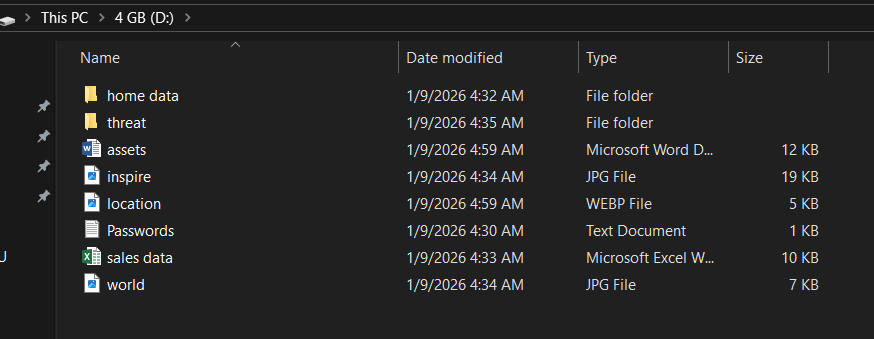 This PC > 4 GB (D:) >
Name Date modified Type Size
home data 1/9/2026 4:32 AM File folder
threat 1/9/2026 4:35 AM File folder
assets 1/9/2026 4:59 AM Microsoft Word D... 12 KB
inspire 1/9/2026 4:34 AM JPG File 19 KB
location 1/9/2026 4:59 AM WEBP File 5 KB
Passwords 1/9/2026 4:30 AM Text Document 1 KB
sales data 1/9/2026 4:33 AM Microsoft Excel W... 10 KB
world 1/9/2026 4:34 AM JPG File 7 KB